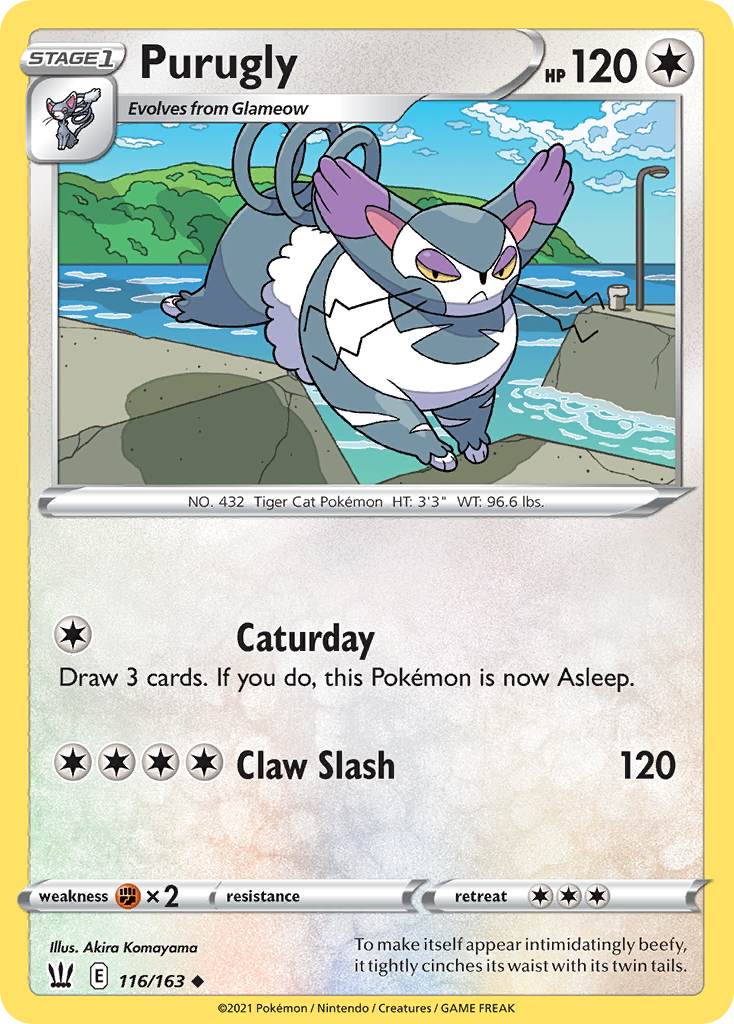 STAGE1 Purugly HP 120
Evolves from Glameow
NO. 432 Tiger Cat Pokémon HT: 3'3" WT: 96.6 lbs.
Caturday
Draw 3 cards. If you do, this Pokémon is now Asleep.
Claw Slash 120
weakness ×2 resistance retreat
Illus. Akira Komayama
To make itself appear intimidatingly beefy,
it tightly cinches its waist with its twin tails.
E 116/163
©2021 Pokémon / Nintendo / Creatures / GAME FREAK